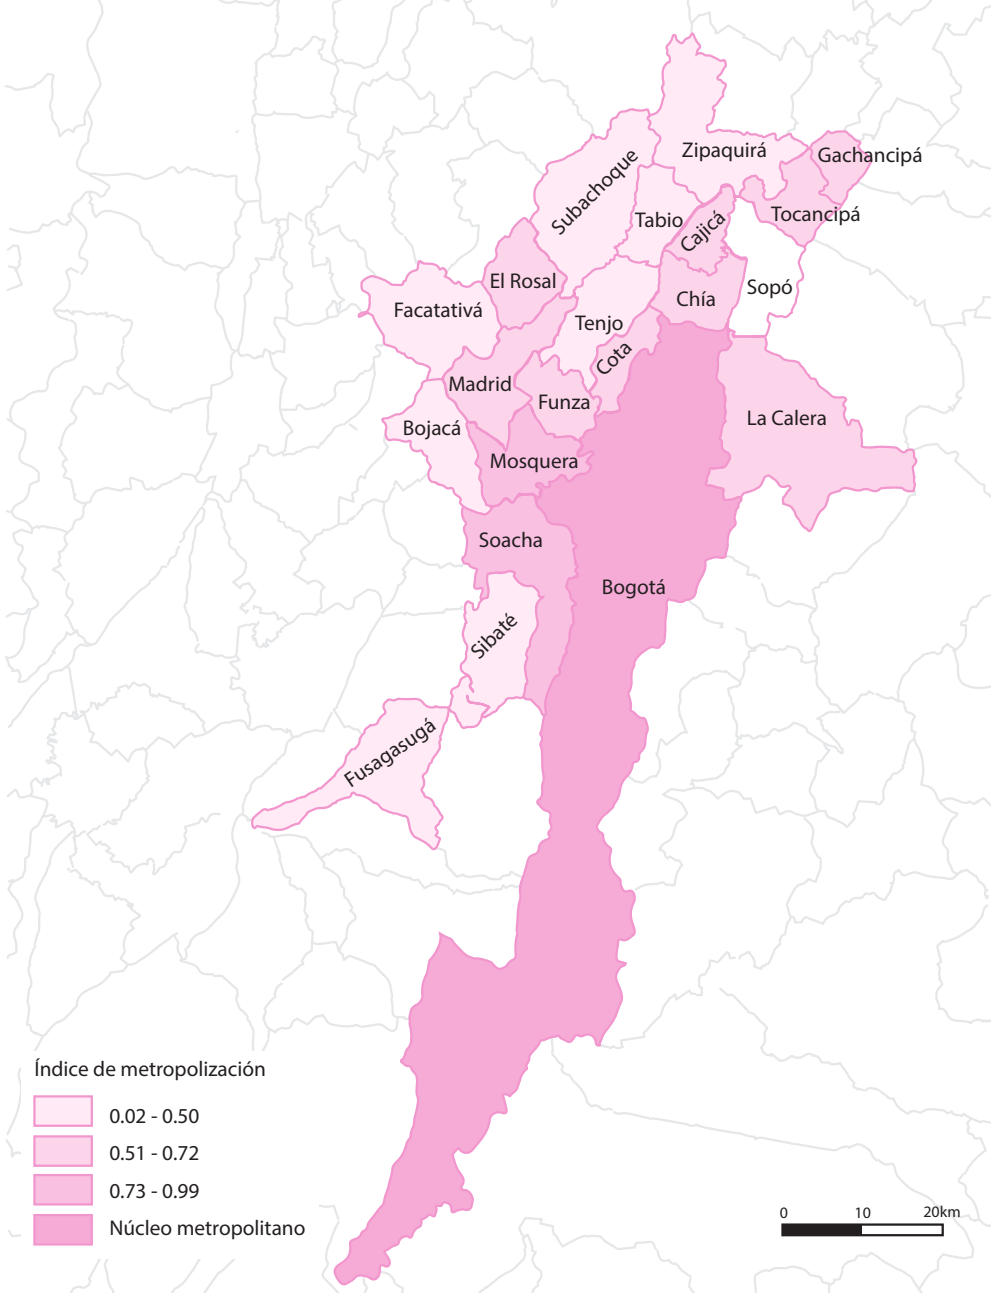 Zipaquirá
Gachancipá
Subachoque
Tabio
Cajicá
Tocancipá
El Rosal
Chía
Sopó
Facatativá
Tenjo
Cota
Madrid
Funza
La Calera
Bojacá
Mosquera
Soacha
Bogotá
Sibaté
Fusagasugá
Índice de metropolización
0.02 - 0.50
0.51 - 0.72
0.73 - 0.99
Núcleo metropolitano
0 10 20km